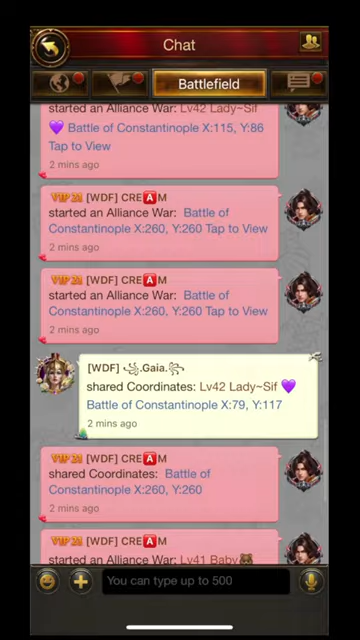 Chat
Battlefield
started an Alliance War: Lv42 Lady~Sif
💜 Battle of Constantinople X:115, Y:86
Tap to View
2 mins ago
VIP 21 [WDF] CRE🅰M
started an Alliance War: Battle of
Constantinople X:260, Y:260 Tap to View
2 mins ago
VIP 21 [WDF] CRE🅰M
started an Alliance War: Battle of
Constantinople X:260, Y:260 Tap to View
2 mins ago
[WDF] ꧁.Gaia.꧂
shared Coordinates: Lv42 Lady~Sif 💜
Battle of Constantinople X:79, Y:117
2 mins ago
VIP 21 [WDF] CRE🅰M
shared Coordinates: Battle of
Constantinople X:260, Y:260
2 mins ago
VIP 21 [WDF] CRE🅰M
started an Alliance War: Lv41 Baby🐻
You can type up to 500